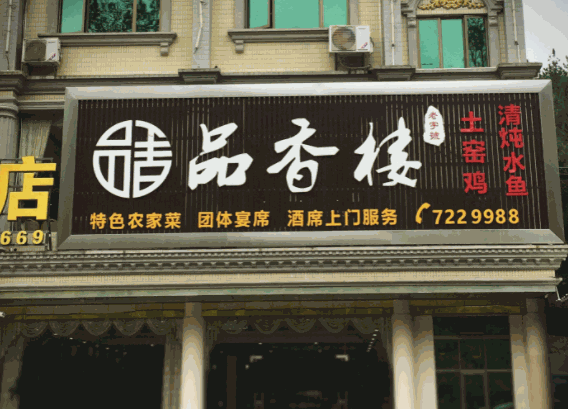 品香楼
老字號
土窑鸡
清炖水鱼
特色农家菜 团体宴席 酒席上门服务 7229988
店
669